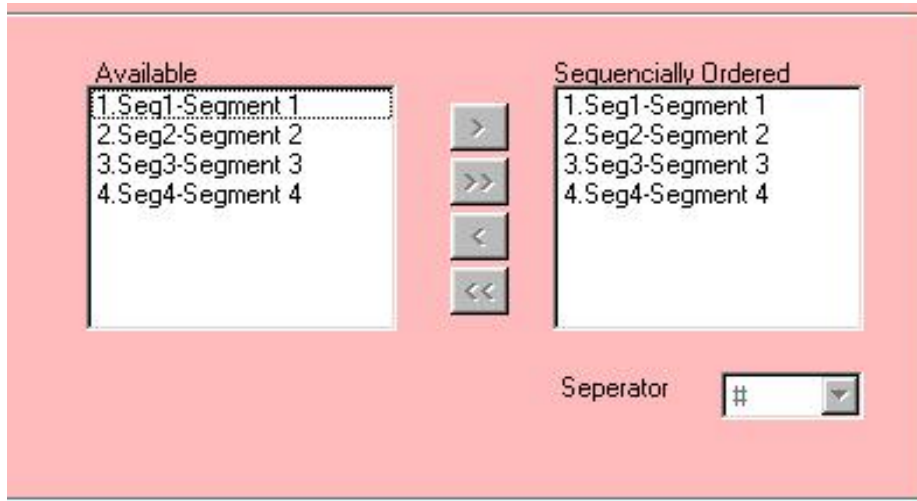 Available
1.Seg1-Segment 1
2.Seg2-Segment 2
3.Seg3-Segment 3
4.Seg4-Segment 4
>
>>
<
<<
Sequencially Ordered
1.Seg1-Segment 1
2.Seg2-Segment 2
3.Seg3-Segment 3
4.Seg4-Segment 4
Seperator
#